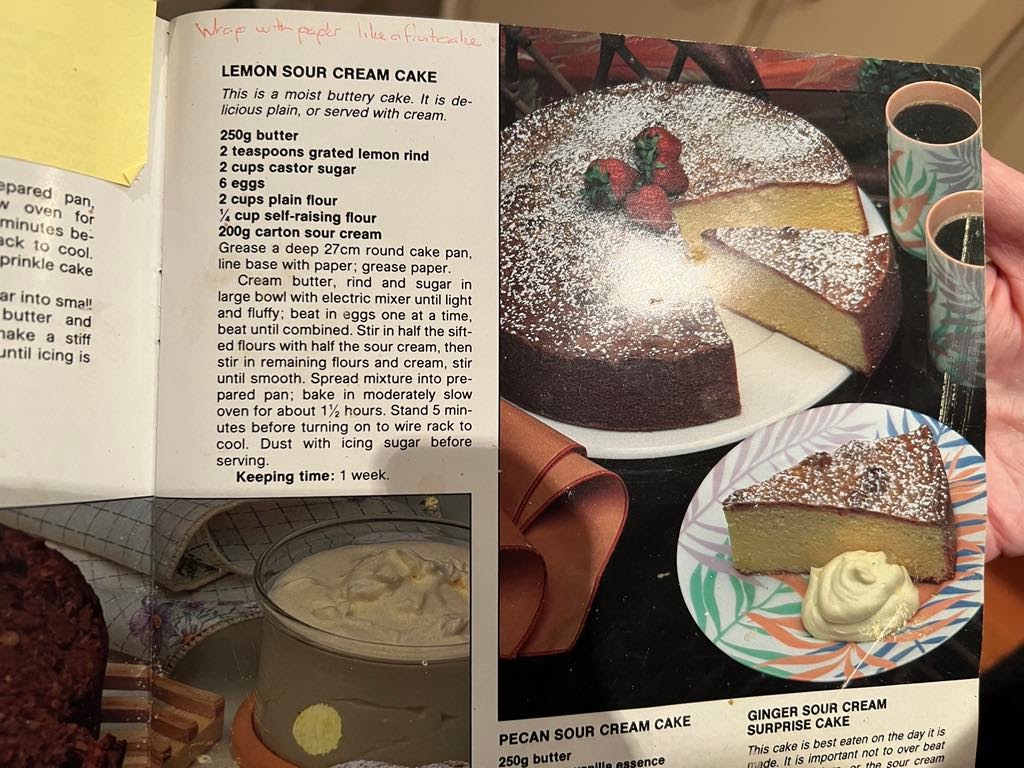 Wrap with paper like a fruitcake
LEMON SOUR CREAM CAKE
This is a moist buttery cake. It is de-
licious plain, or served with cream.
250g butter
2 teaspoons grated lemon rind
2 cups castor sugar
6 eggs
2 cups plain flour
¼ cup self-raising flour
200g carton sour cream
Grease a deep 27cm round cake pan,
line base with paper; grease paper.
Cream butter, rind and sugar in
large bowl with electric mixer until light
and fluffy; beat in eggs one at a time,
beat until combined. Stir in half the sift-
ed flours with half the sour cream, then
stir in remaining flours and cream, stir
until smooth. Spread mixture into pre-
pared pan; bake in moderately slow
oven for about 1½ hours. Stand 5 min-
utes before turning on to wire rack to
cool. Dust with icing sugar before
serving.
Keeping time: 1 week.
epared pan,
w oven for
minutes be-
ack to cool.
prinkle cake
ar into small
butter and
make a stiff
until icing is
PECAN SOUR CREAM CAKE
250g butter
vanilla essence
GINGER SOUR CREAM
SURPRISE CAKE
This cake is best eaten on the day it is
made. It is important not to over beat
or the sour cream